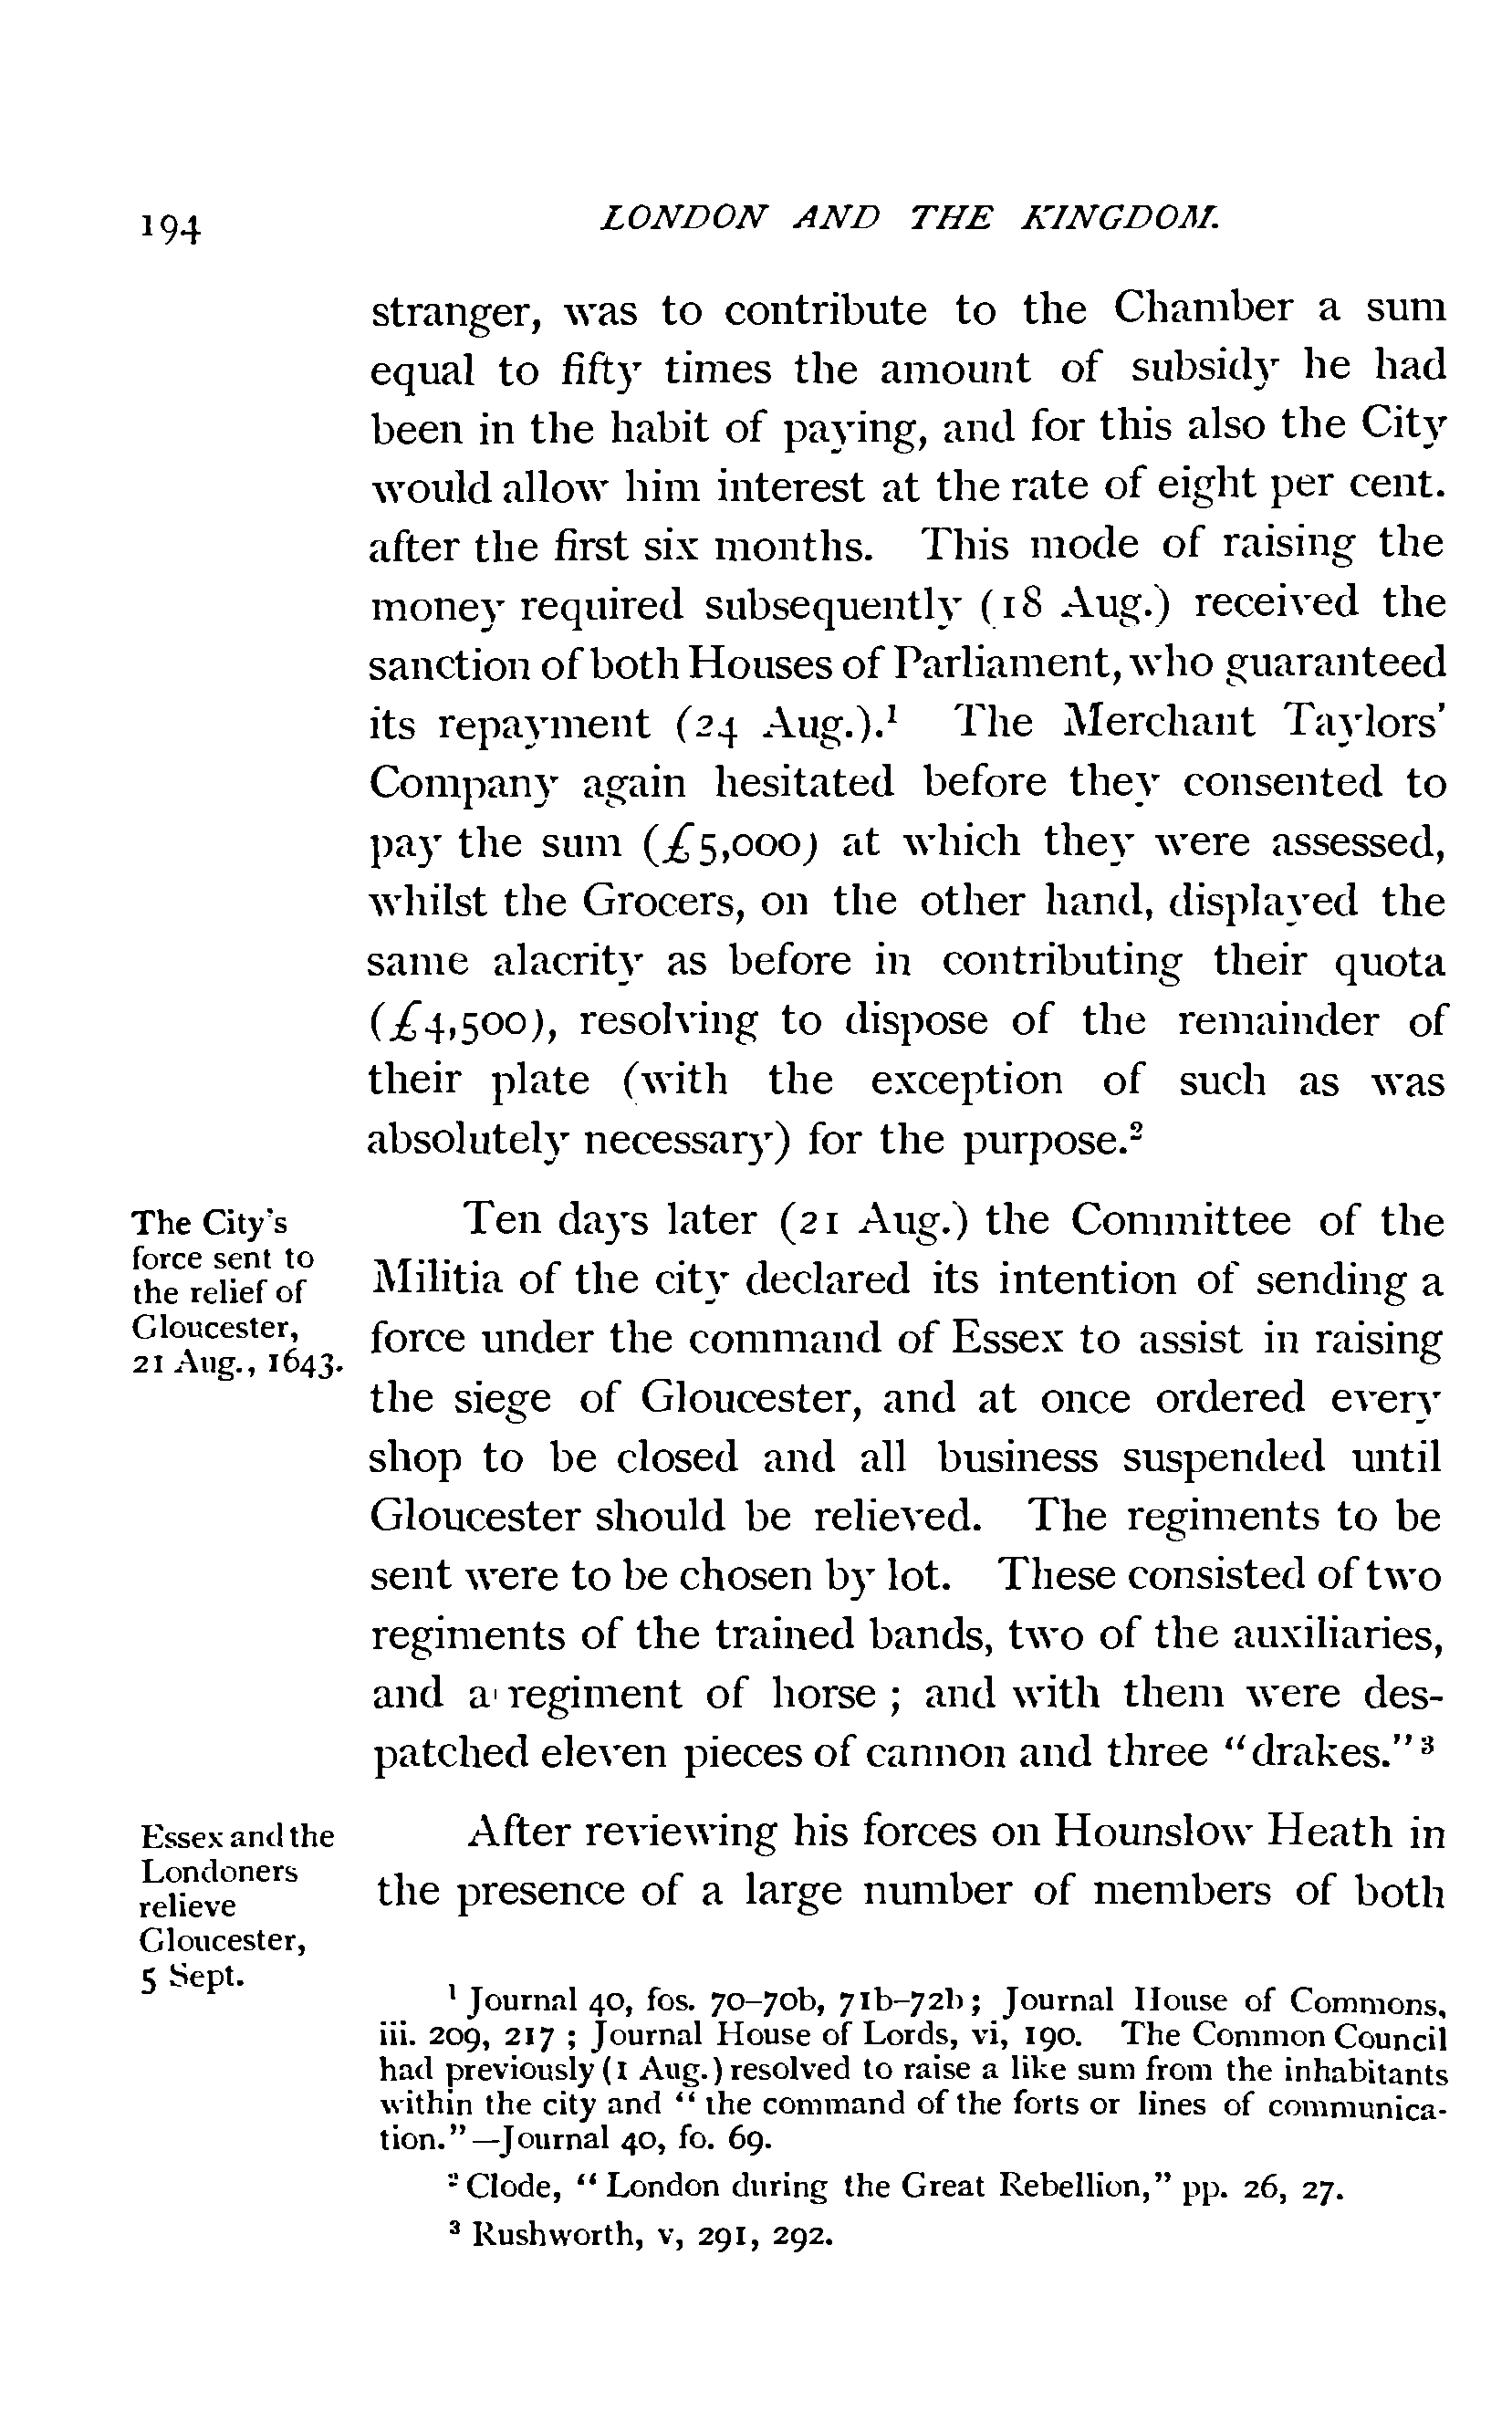 194
LONDON AND THE KINGDOM.
stranger, was to contribute to the Chamber a sum
equal to fifty times the amount of subsidy he had
been in the habit of paying, and for this also the City
would allow him interest at the rate of eight per cent.
after the first six months. This mode of raising the
money required subsequently (18 Aug.) received the
sanction of both Houses of Parliament, who guaranteed
its repayment (24 Aug.).¹ The Merchant Taylors'
Company again hesitated before they consented to
pay the sum (£5,000) at which they were assessed,
whilst the Grocers, on the other hand, displayed the
same alacrity as before in contributing their quota
(£4,500), resolving to dispose of the remainder of
their plate (with the exception of such as was
absolutely necessary) for the purpose.²
The City's
force sent to
the relief of
Gloucester,
21 Aug., 1643.
Ten days later (21 Aug.) the Committee of the
Militia of the city declared its intention of sending a
force under the command of Essex to assist in raising
the siege of Gloucester, and at once ordered every
shop to be closed and all business suspended until
Gloucester should be relieved. The regiments to be
sent were to be chosen by lot. These consisted of two
regiments of the trained bands, two of the auxiliaries,
and a regiment of horse ; and with them were des-
patched eleven pieces of cannon and three "drakes."³
Essex and the
Londoners
relieve
Gloucester,
5 Sept.
After reviewing his forces on Hounslow Heath in
the presence of a large number of members of both
¹ Journal 40, fos. 70–70b, 71b–72b; Journal House of Commons,
iii. 209, 217 ; Journal House of Lords, vi, 190. The Common Council
had previously (1 Aug.) resolved to raise a like sum from the inhabitants
within the city and " the command of the forts or lines of communica-
tion."—Journal 40, fo. 69.
² Clode, " London during the Great Rebellion," pp. 26, 27.
³ Rushworth, v, 291, 292.